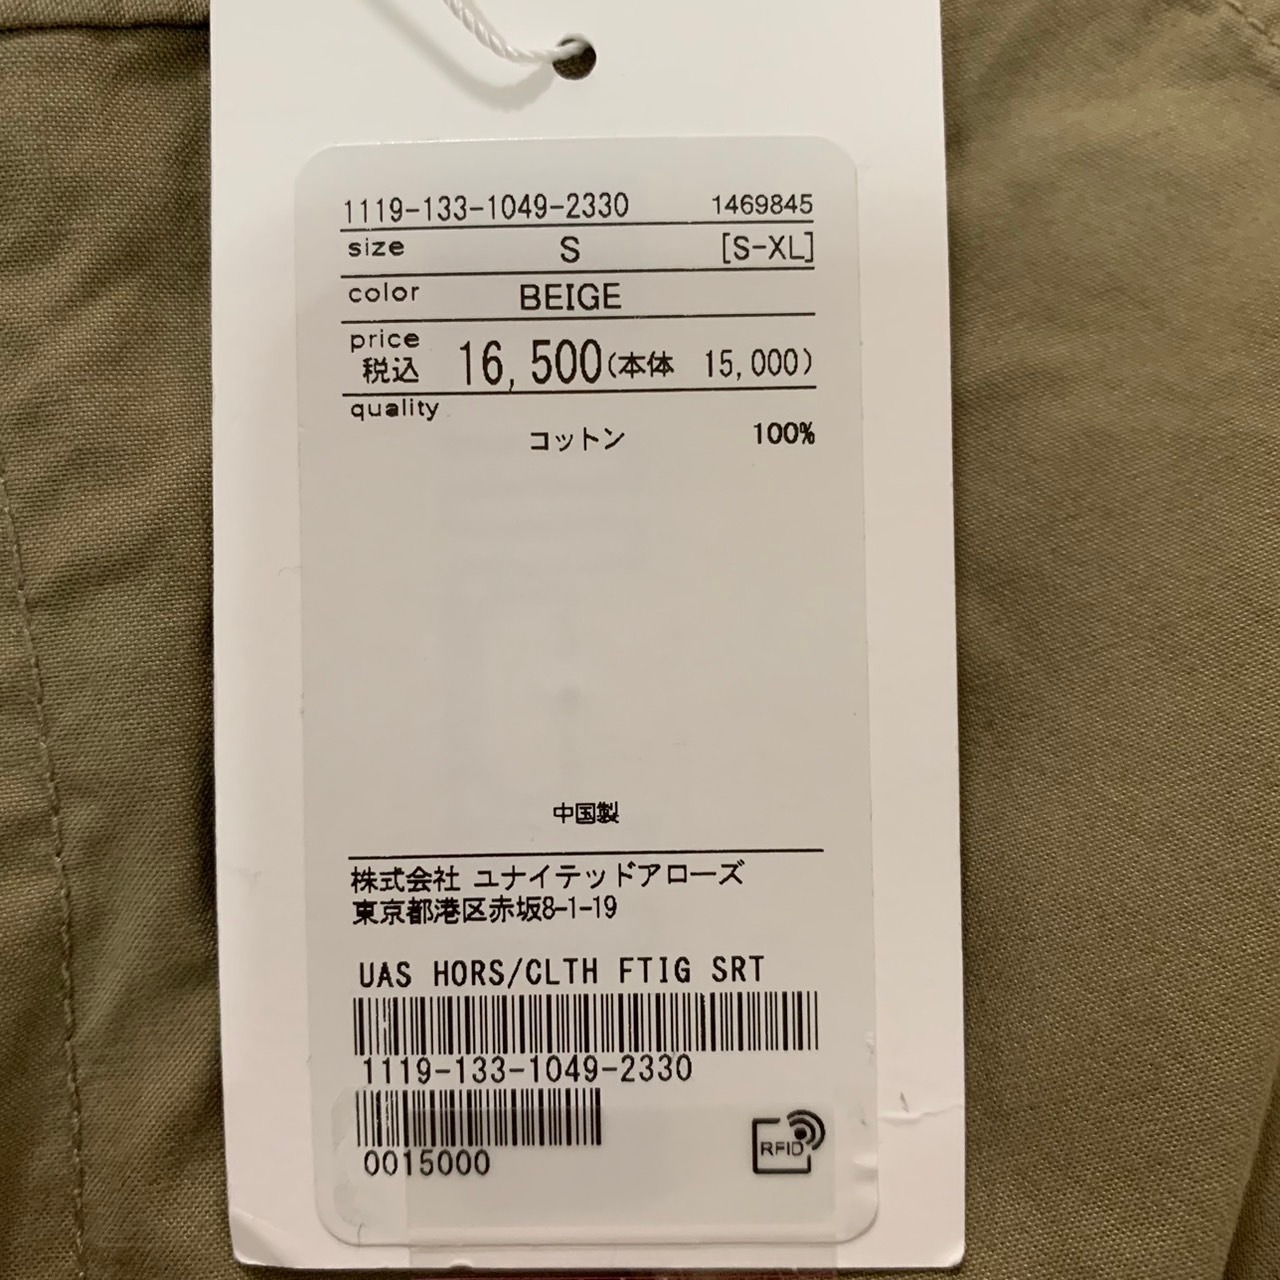 1119-133-1049-2330 1469845
size S [S-XL]
color BEIGE
price
税込 16,500(本体 15,000)
quality
コットン 100%
中国製
株式会社 ユナイテッドアローズ
東京都港区赤坂8-1-19
UAS HORS/CLTH FTIG SRT
1119-133-1049-2330
0015000
RFID